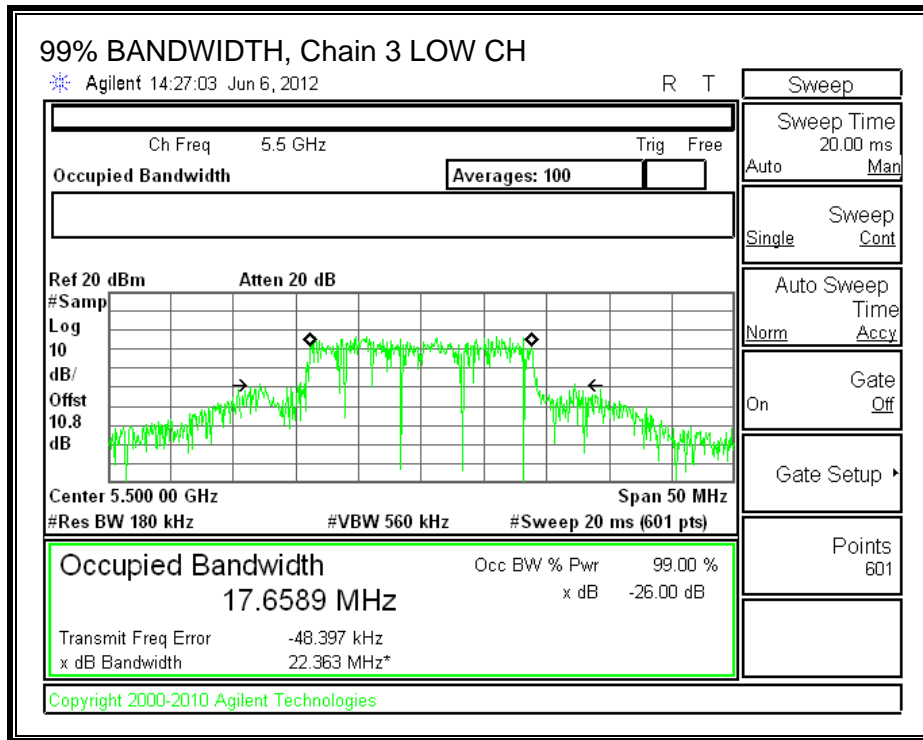 99% BANDWIDTH, Chain 3 LOW CH
Agilent 14:27:03 Jun 6, 2012 R T
Ch Freq 5.5 GHz Trig Free
Occupied Bandwidth Averages: 100
Ref 20 dBm Atten 20 dB
#Samp
Log
10
dB/
Offst
10.8
dB
Center 5.500 00 GHz Span 50 MHz
#Res BW 180 kHz #VBW 560 kHz #Sweep 20 ms (601 pts)
Occupied Bandwidth Occ BW % Pwr 99.00 %
17.6589 MHz x dB -26.00 dB
Transmit Freq Error -48.397 kHz
x dB Bandwidth 22.363 MHz*
Copyright 2000-2010 Agilent Technologies
Sweep
Sweep Time
20.00 ms
Auto Man
Sweep
Single Cont
Auto Sweep
Time
Norm Accy
Gate
On Off
Gate Setup
Points
601